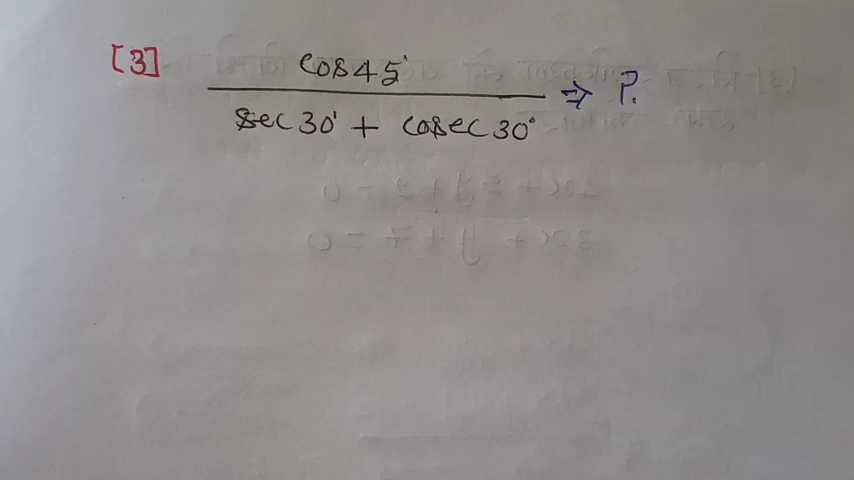 [3] cos45° / sec30° + cosec30° ⇒ ?